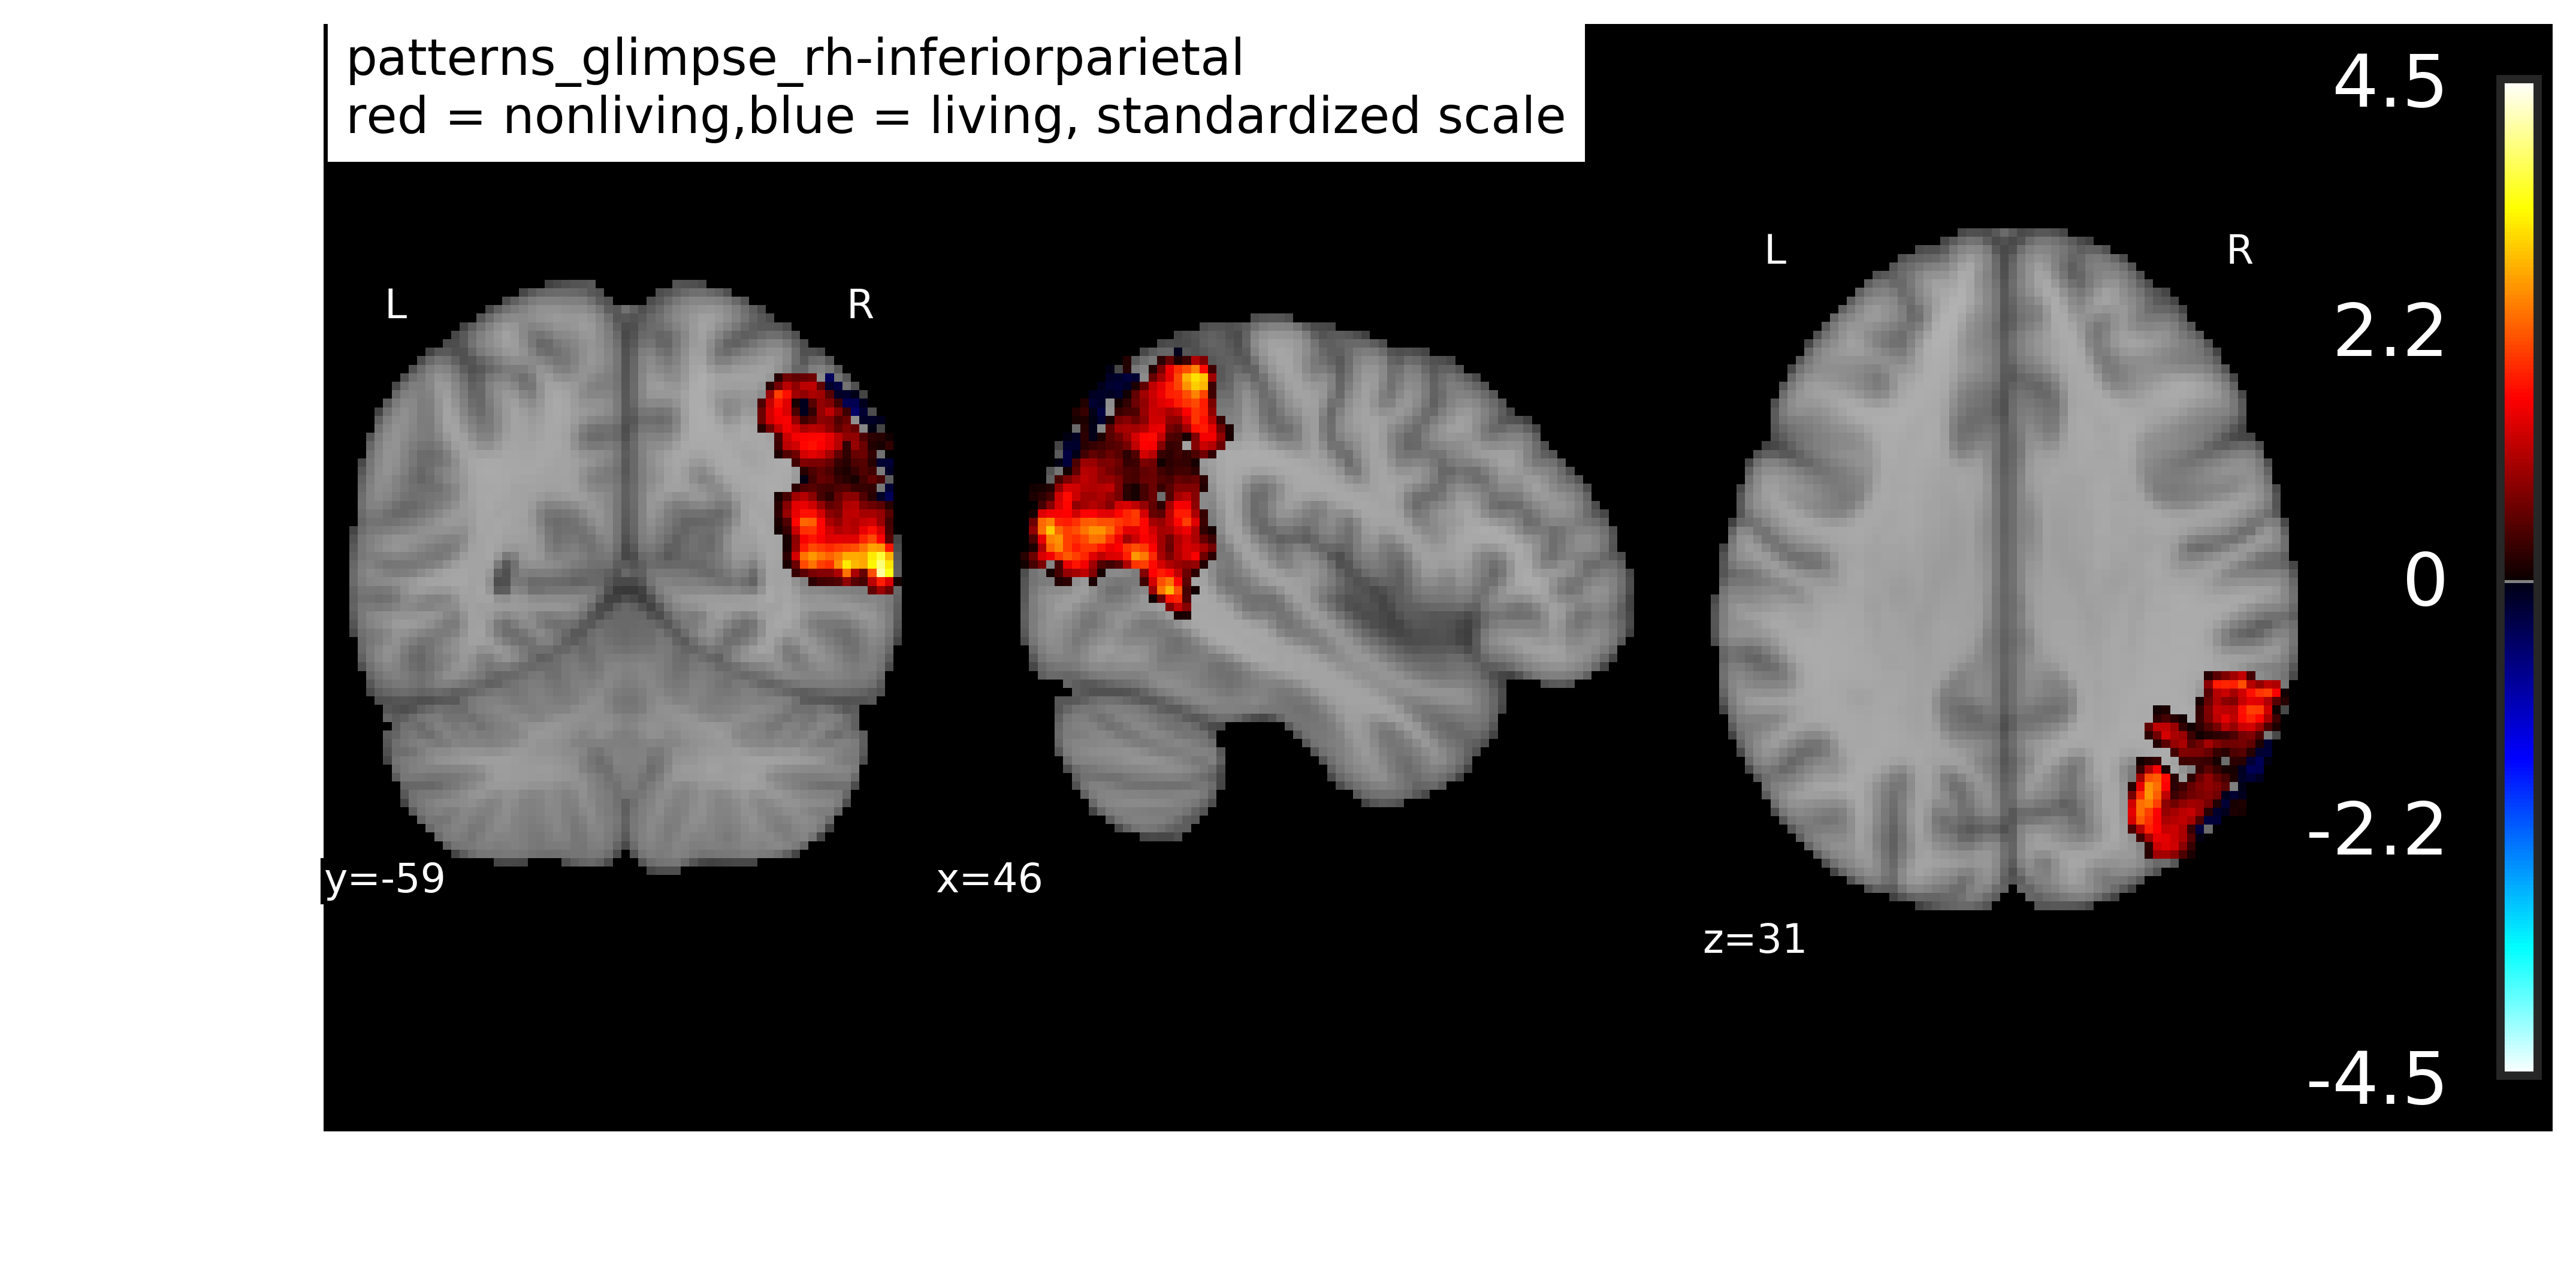 patterns_glimpse_rh-inferiorparietal
red = nonliving,blue = living, standardized scale
L
R
y=-59
x=46
L
R
z=31
4.5
2.2
0
-2.2
-4.5